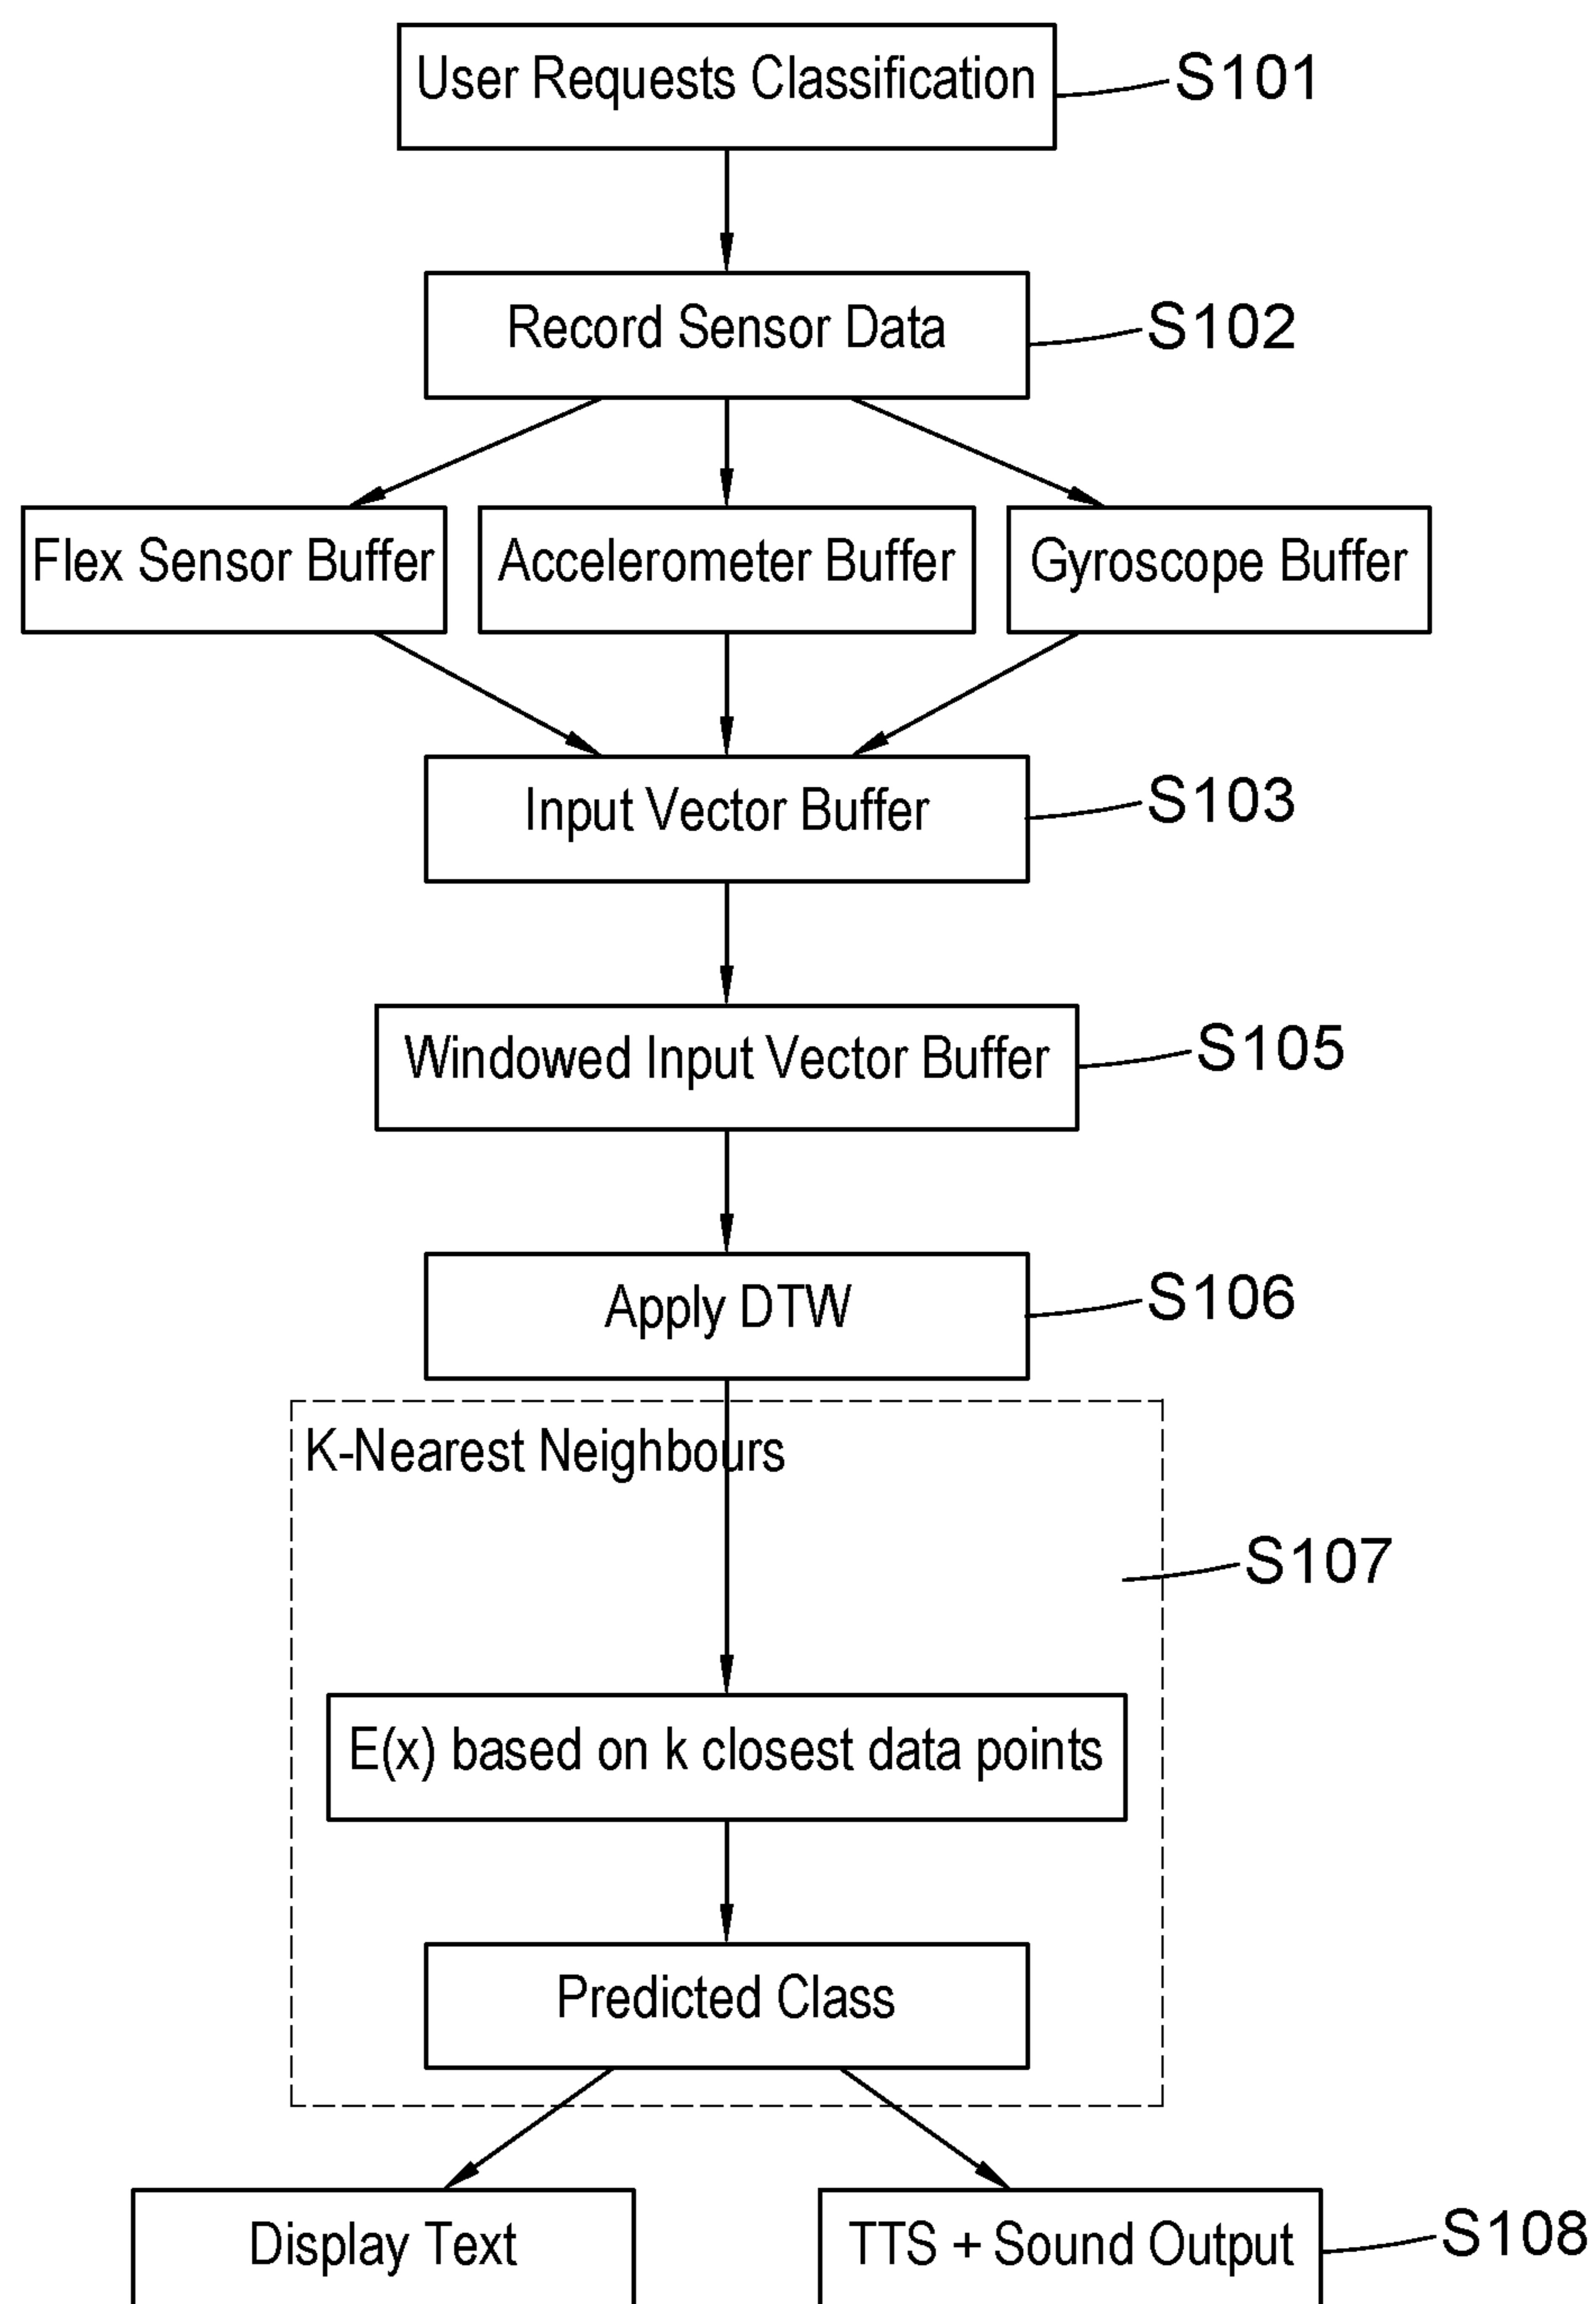 User Requests Classification
S101
Record Sensor Data
S102
Flex Sensor Buffer
Accelerometer Buffer
Gyroscope Buffer
Input Vector Buffer
S103
Windowed Input Vector Buffer
S105
Apply DTW
S106
K-Nearest Neighbours
S107
E(x) based on k closest data points
Predicted Class
Display Text
TTS + Sound Output
S108